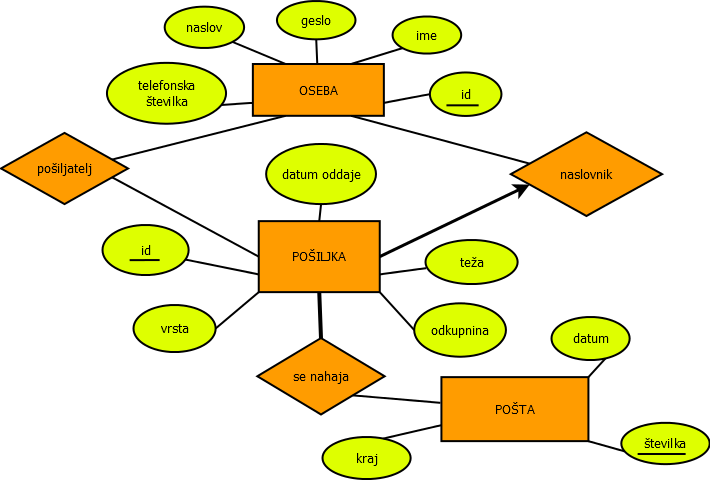 geslo
naslov
ime
telefonska
številka
OSEBA
id
pošiljatelj
datum oddaje
naslovnik
id
POŠILJKA
teža
vrsta
odkupnina
datum
se nahaja
POŠTA
številka
kraj